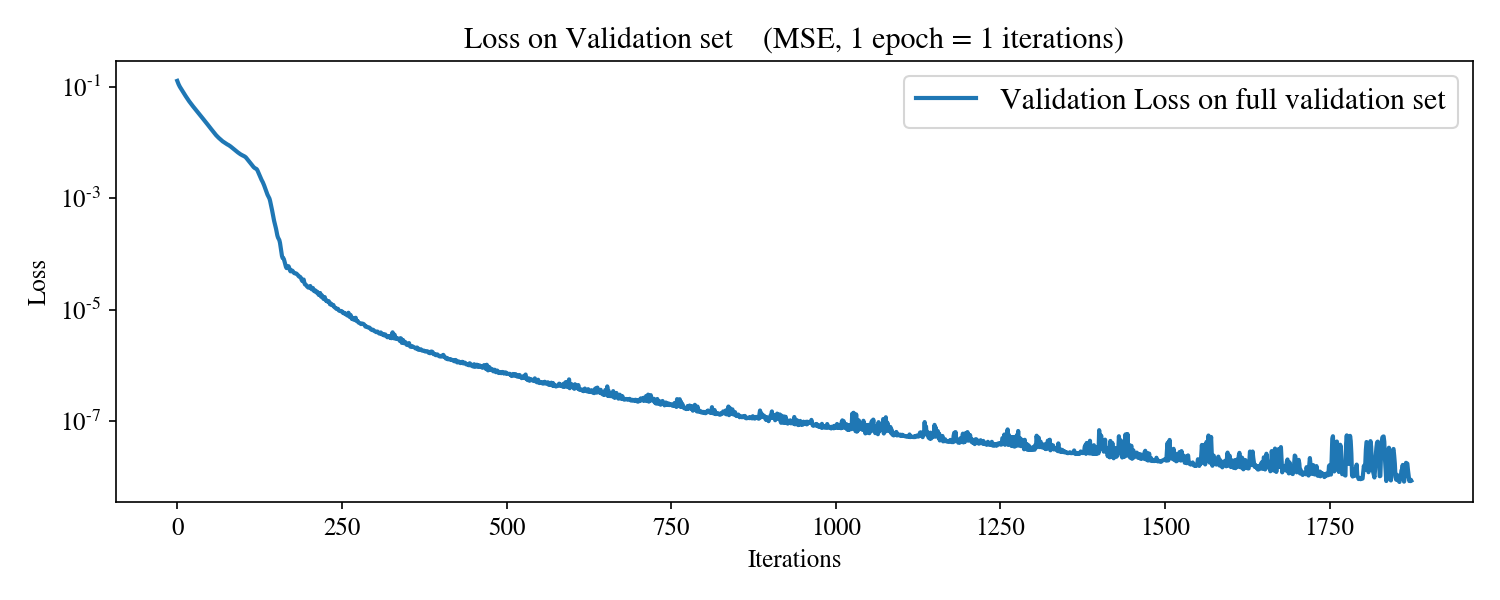 Loss on Validation set (MSE, 1 epoch = 1 iterations)
Validation Loss on full validation set
10⁻¹
10⁻³
10⁻⁵
10⁻⁷
Loss
0 250 500 750 1000 1250 1500 1750
Iterations